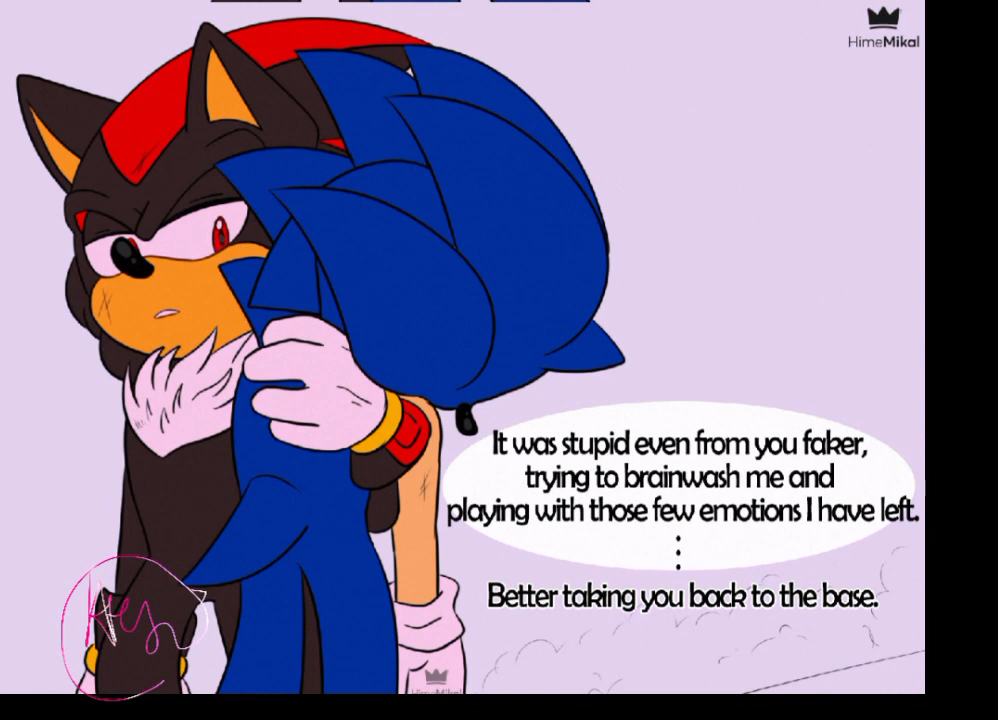 HimeMikal
It was stupid even from you faker,
trying to brainwash me and
playing with those few emotions I have left.
:
Better taking you back to the base.
HimeMikal